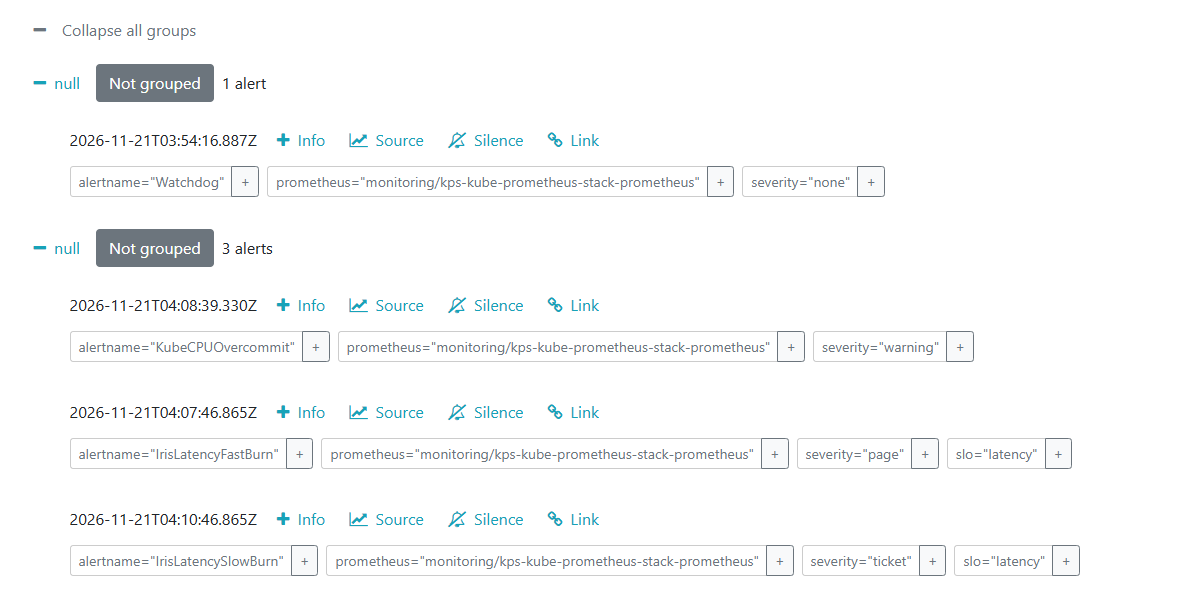 Collapse all groups
null Not grouped 1 alert
2026-11-21T03:54:16.887Z Info Source Silence Link
alertname="Watchdog" + prometheus="monitoring/kps-kube-prometheus-stack-prometheus" + severity="none" +
null Not grouped 3 alerts
2026-11-21T04:08:39.330Z Info Source Silence Link
alertname="KubeCPUOvercommit" + prometheus="monitoring/kps-kube-prometheus-stack-prometheus" + severity="warning" +
2026-11-21T04:07:46.865Z Info Source Silence Link
alertname="IrisLatencyFastBurn" + prometheus="monitoring/kps-kube-prometheus-stack-prometheus" + severity="page" + slo="latency" +
2026-11-21T04:10:46.865Z Info Source Silence Link
alertname="IrisLatencySlowBurn" + prometheus="monitoring/kps-kube-prometheus-stack-prometheus" + severity="ticket" + slo="latency" +